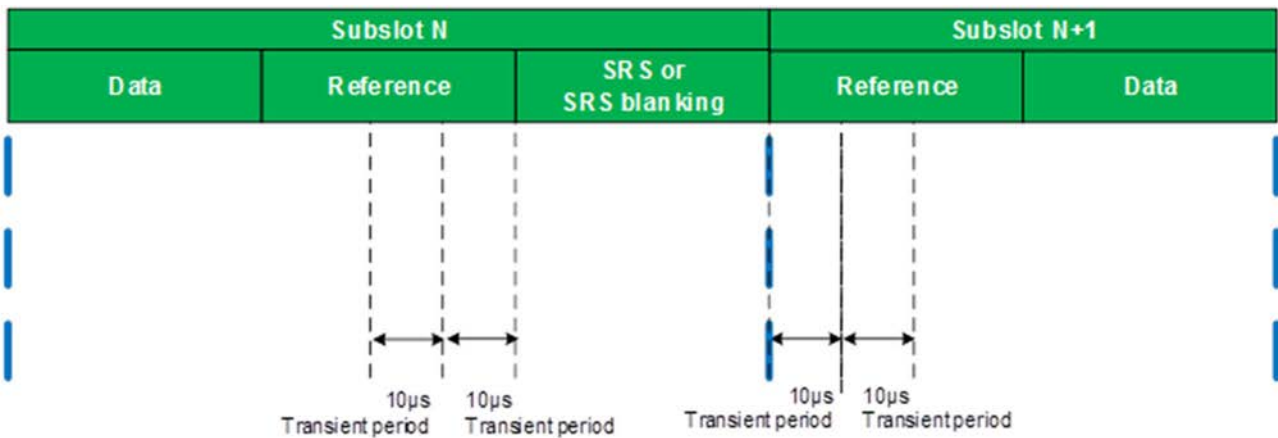 Subslot N
Subslot N+1
Data
Reference
SRS or
SRS blanking
Reference
Data
10µs
Transient period
10µs
Transient period
10µs
Transient period
10µs
Transient period